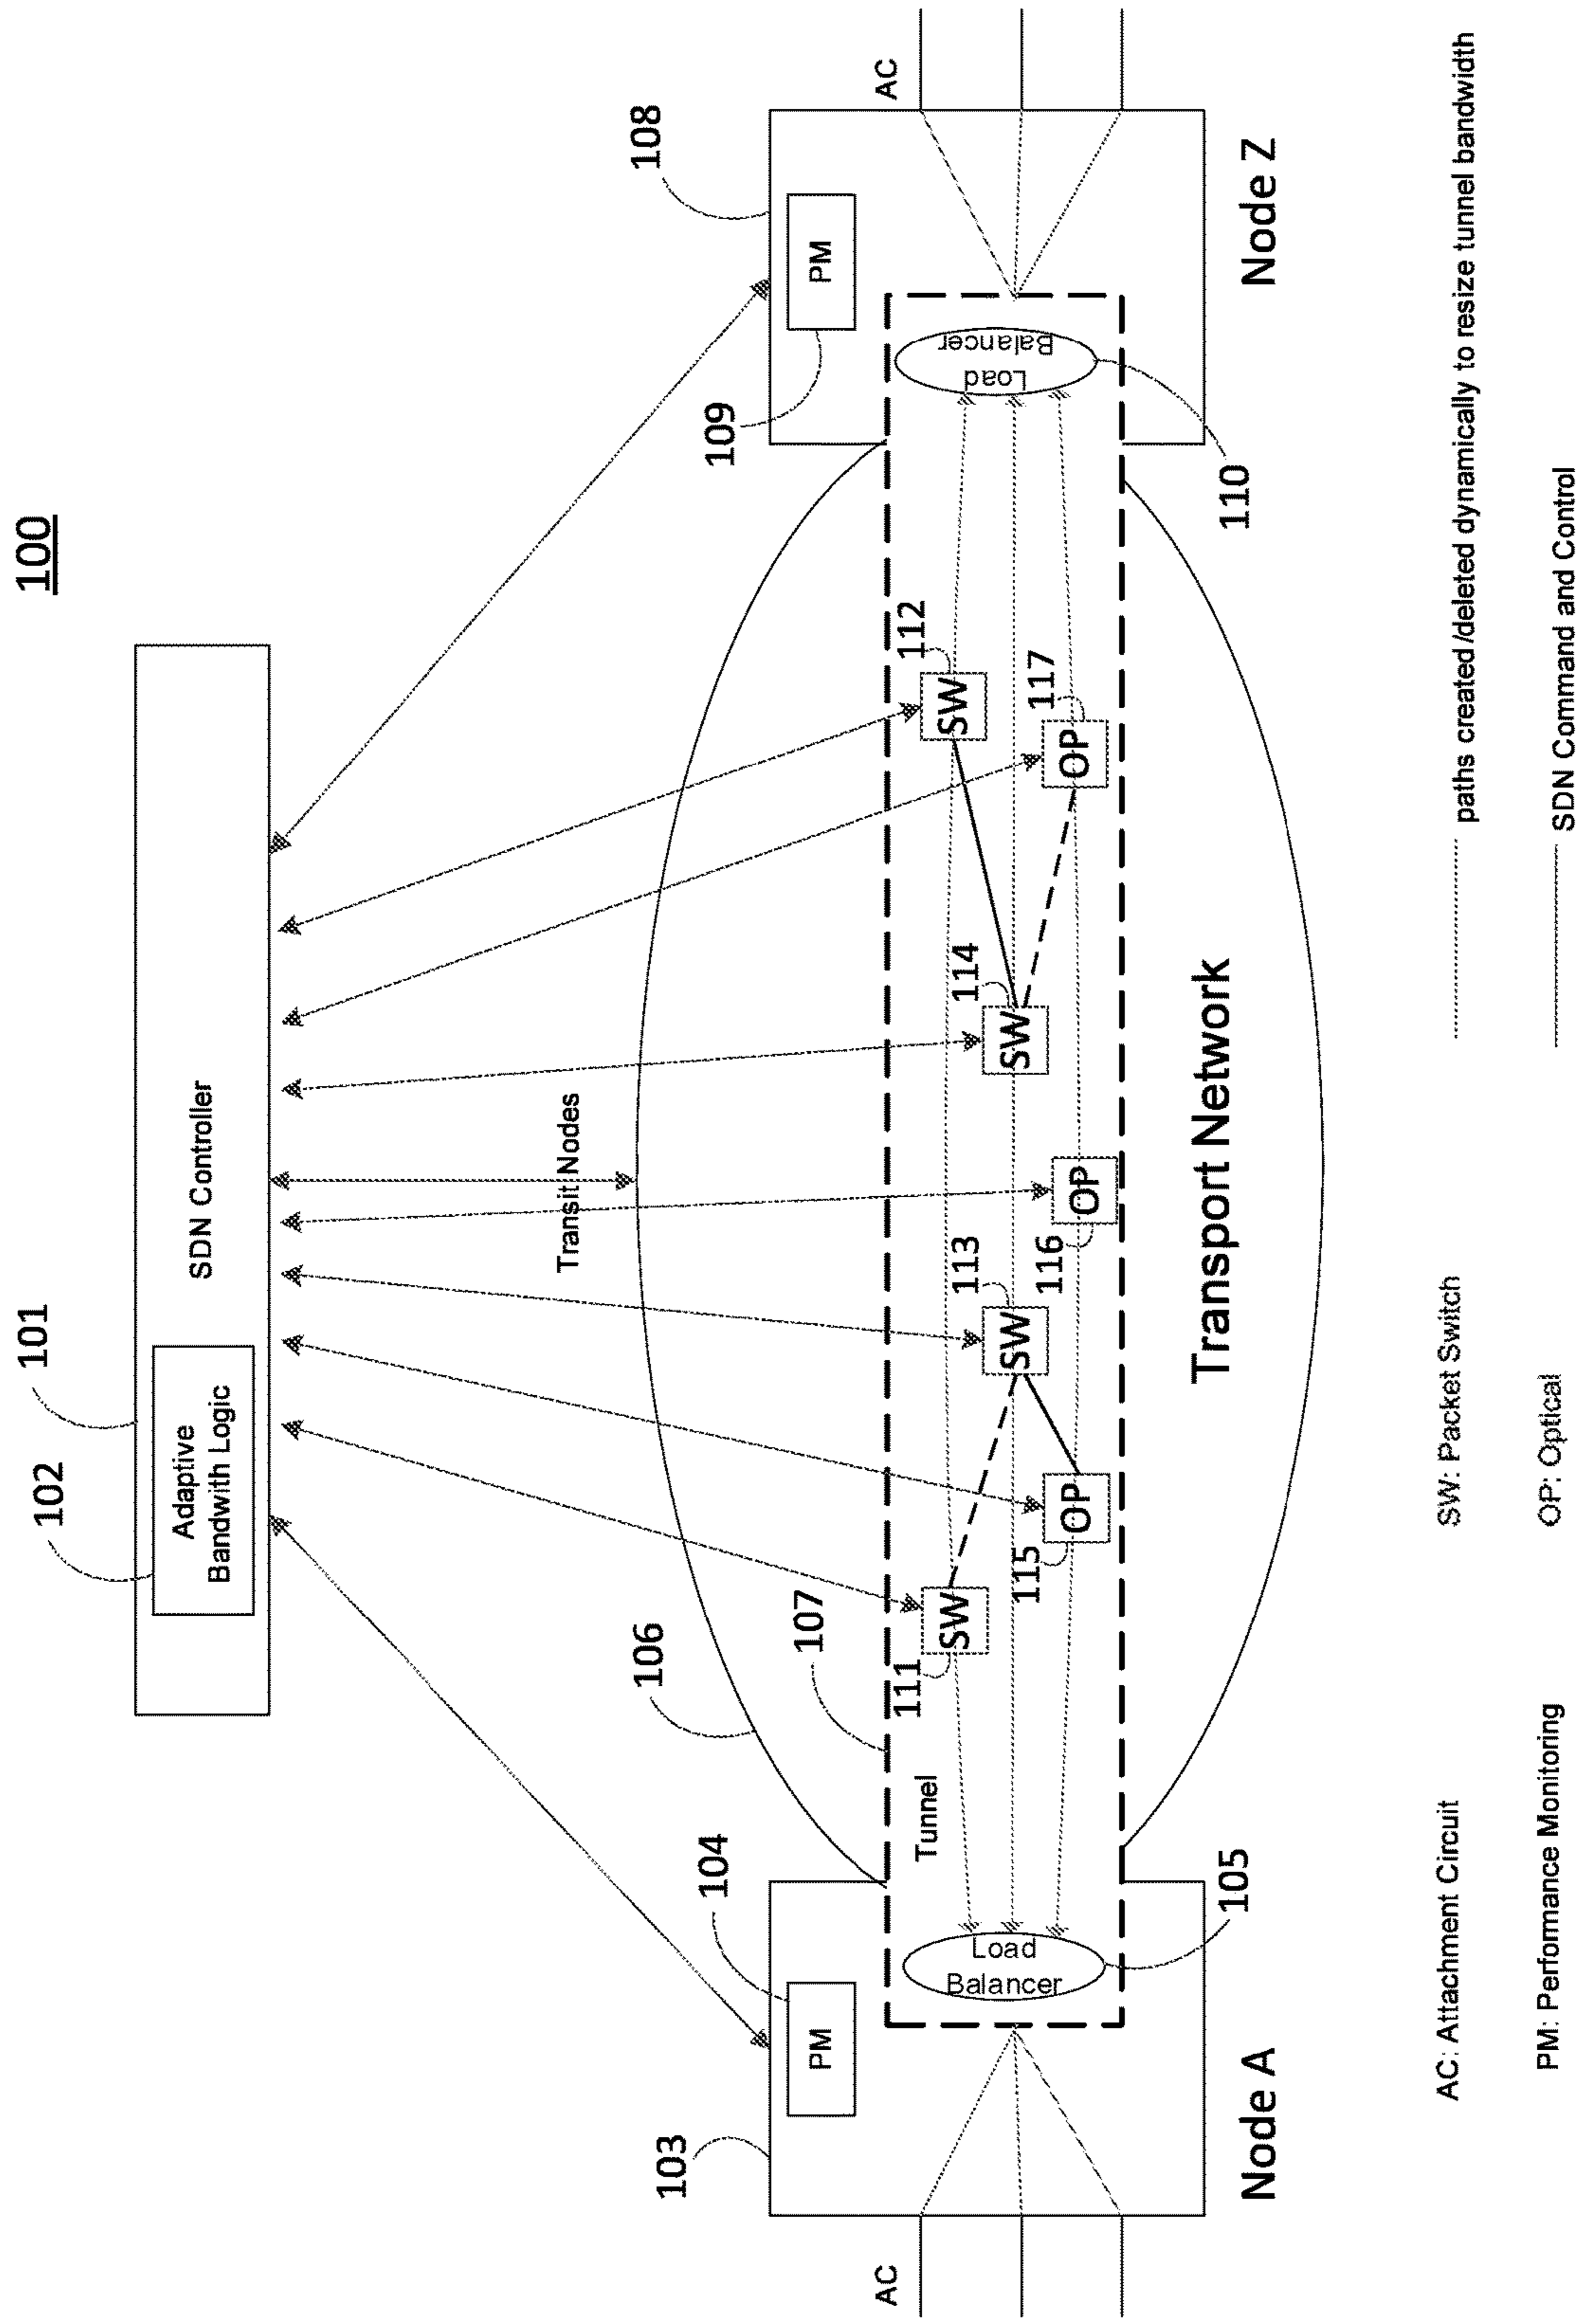 100
101
102
SDN Controller
Adaptive
Bandwith Logic
Transit Nodes
106
107
108
PM
109
104
PM
103
AC
AC
Tunnel
111
SW
112
SW
113
SW
114
SW
115
OP
116
OP
117
OP
Load
Balancer
105
Load
Balancer
110
Transport Network
Node A
Node Z
AC: Attachment Circuit
SW: Packet Switch
paths created/deleted dynamically to resize tunnel bandwidth
PM: Performance Monitoring
OP: Optical
SDN Command and Control